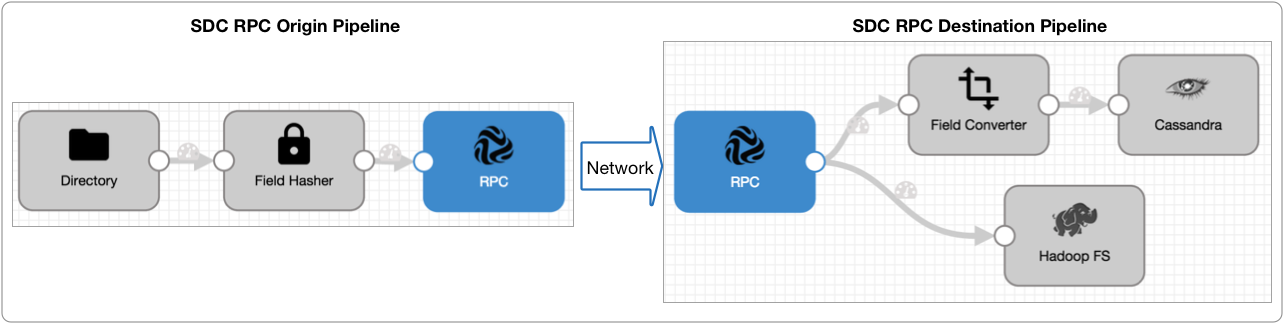 SDC RPC Origin Pipeline
Directory
Field Hasher
RPC
Network
SDC RPC Destination Pipeline
RPC
Field Converter
Cassandra
Hadoop FS